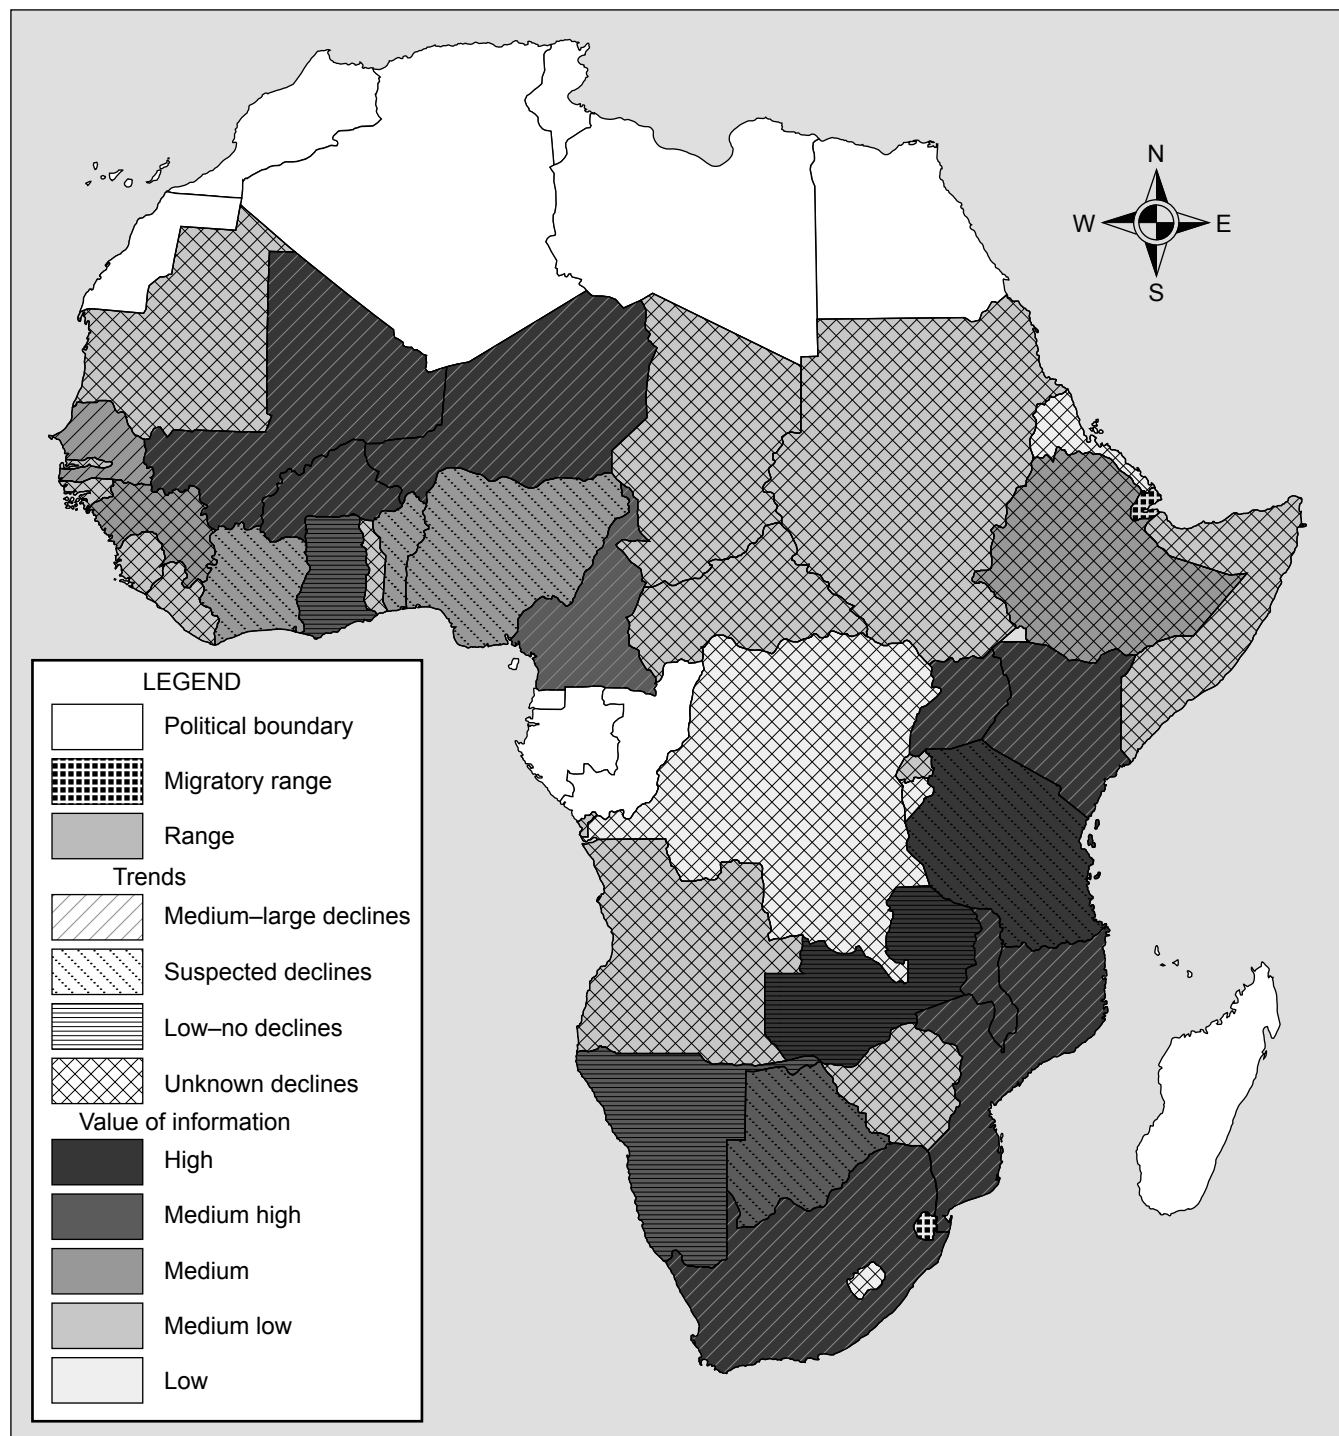 N
W
E
S
LEGEND
Political boundary
Migratory range
Range
Trends
Medium–large declines
Suspected declines
Low–no declines
Unknown declines
Value of information
High
Medium high
Medium
Medium low
Low